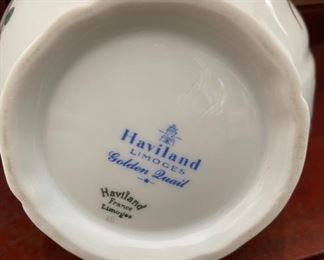 Haviland
LIMOGES
Golden Quail
Haviland
France
Limoges